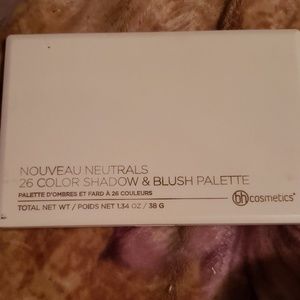 NOUVEAU NEUTRALS
26 COLOR SHADOW & BLUSH PALETTE
PALETTE D'OMBRES ET FARD À 26 COULEURS
TOTAL NET WT / POIDS NET 1.34 OZ / 38 G
bh cosmetics®